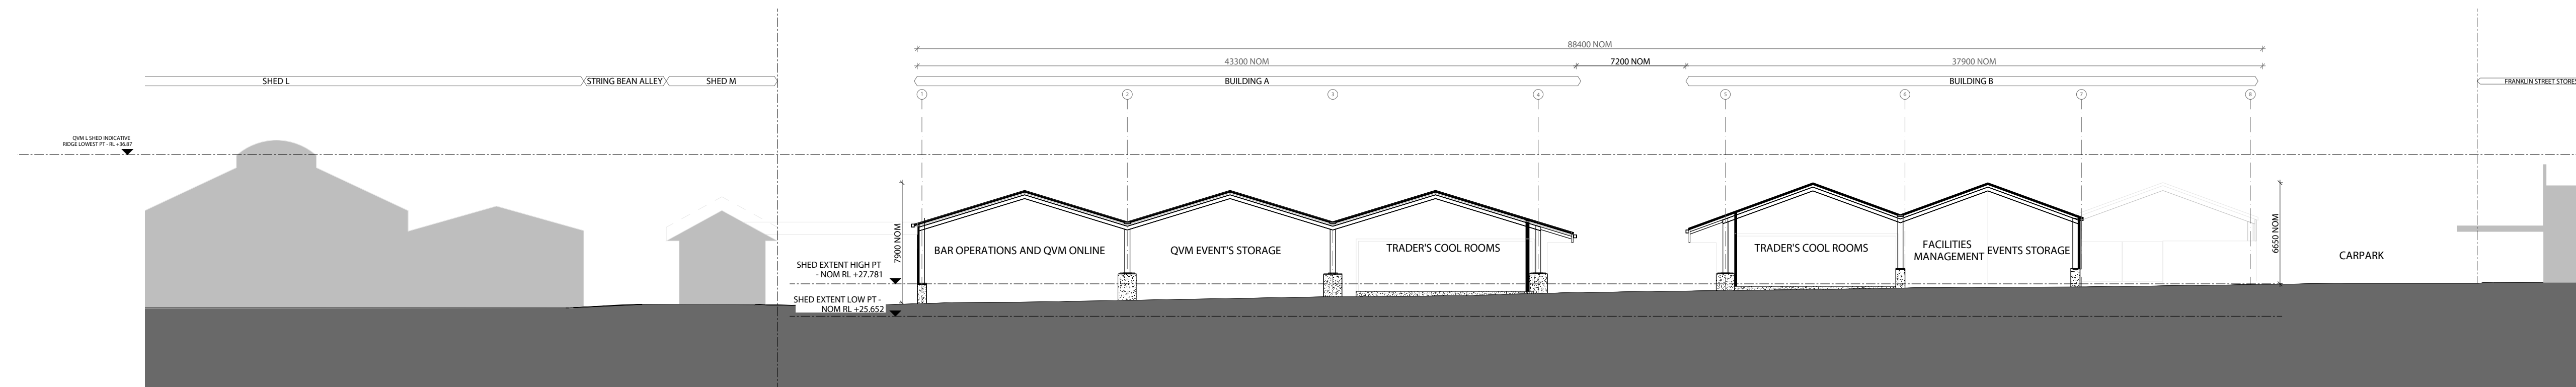 88400 NOM
43300 NOM
7200 NOM
37900 NOM
SHED L
STRING BEAN ALLEY
SHED M
BUILDING A
BUILDING B
FRANKLIN STREET STORES
1
2
3
4
5
6
7
8
QVM L SHED INDICATIVE
RIDGE LOWEST PT - RL +36.87
7900 NOM
BAR OPERATIONS AND QVM ONLINE
QVM EVENT'S STORAGE
TRADER'S COOL ROOMS
TRADER'S COOL ROOMS
FACILITIES
MANAGEMENT
EVENTS STORAGE
6650 NOM
CARPARK
SHED EXTENT HIGH PT
- NOM RL +27.781
SHED EXTENT LOW PT -
NOM RL +25.652